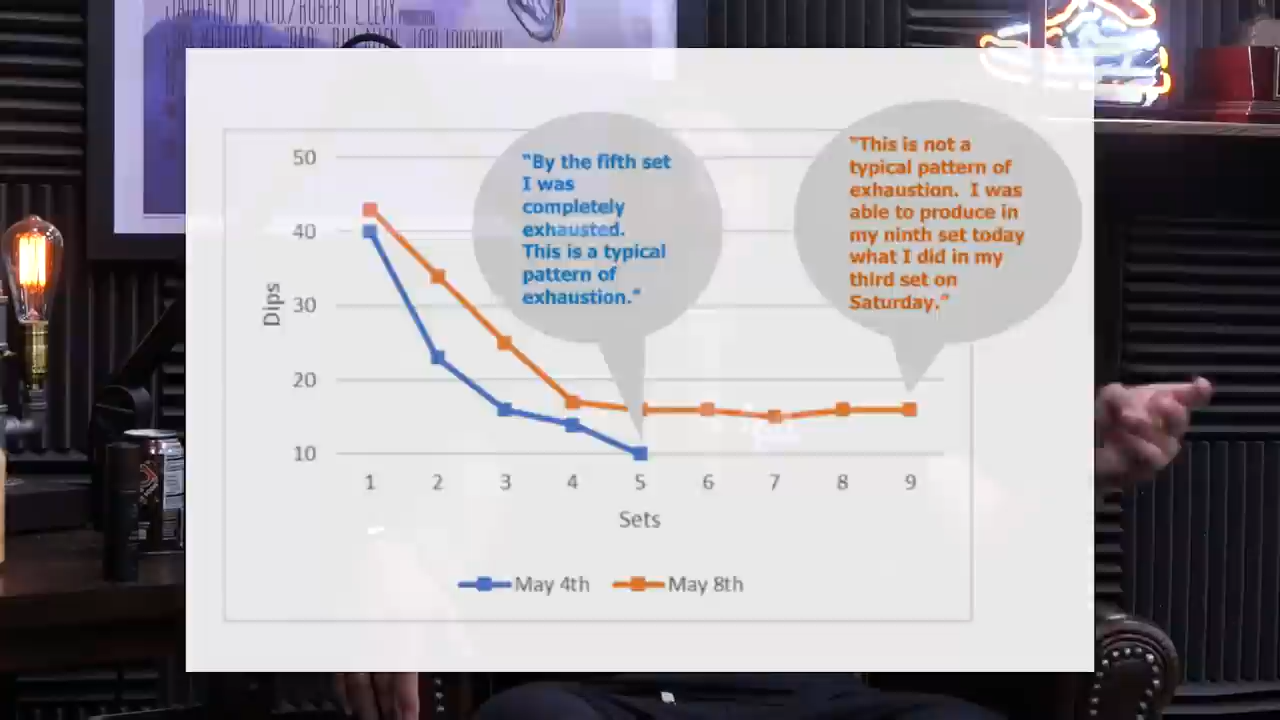 50
40
30
20
10
Dips
"By the fifth set
I was
completely
exhausted.
This is a typical
pattern of
exhaustion."
"This is not a
typical pattern of
exhaustion. I was
able to produce in
my ninth set today
what I did in my
third set on
Saturday."
1 2 3 4 5 6 7 8 9
Sets
May 4th May 8th